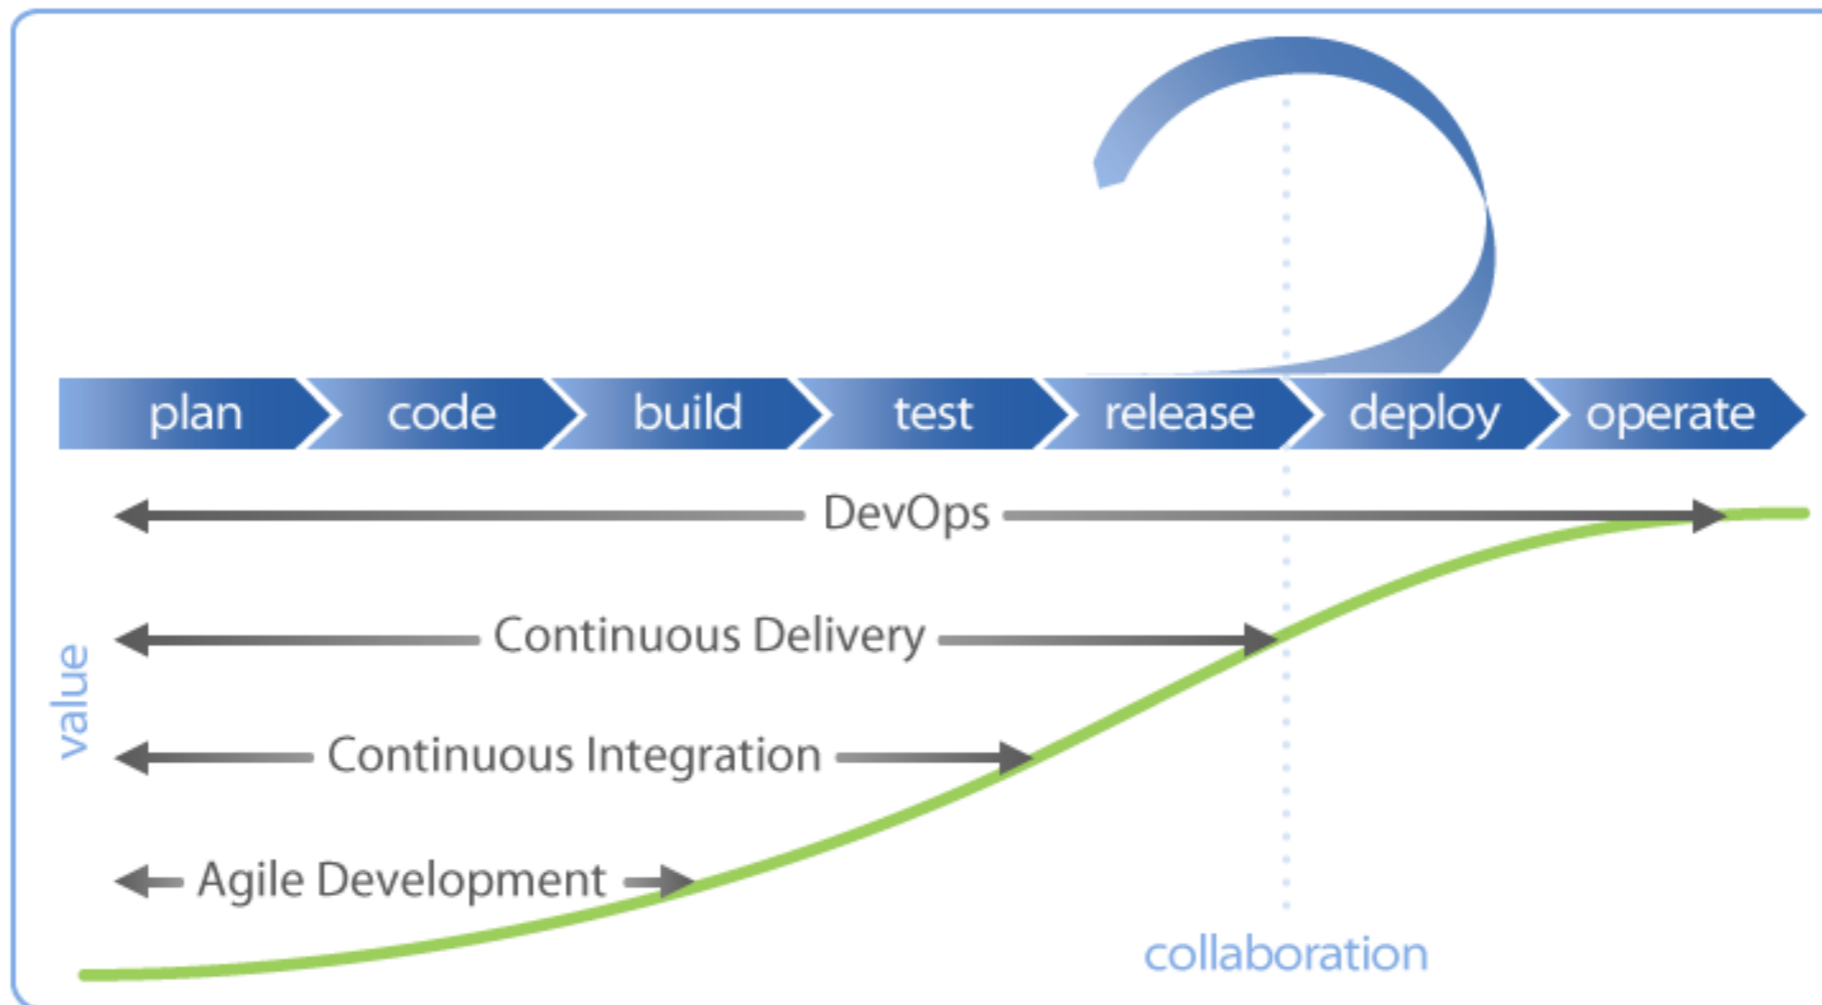 plan
code
build
test
release
deploy
operate
DevOps
Continuous Delivery
value
Continuous Integration
Agile Development
collaboration